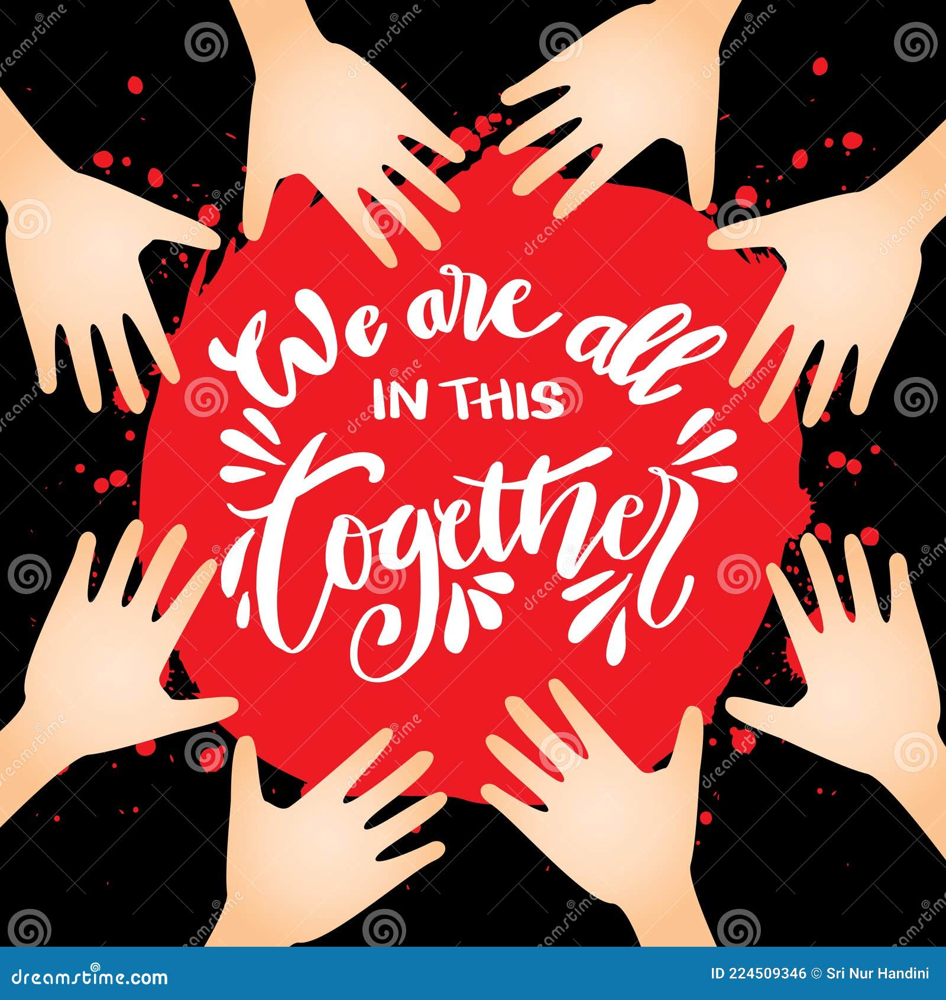 We are all
IN THIS
together
dreamstime.com
ID 224509346 © Sri Nur Handini